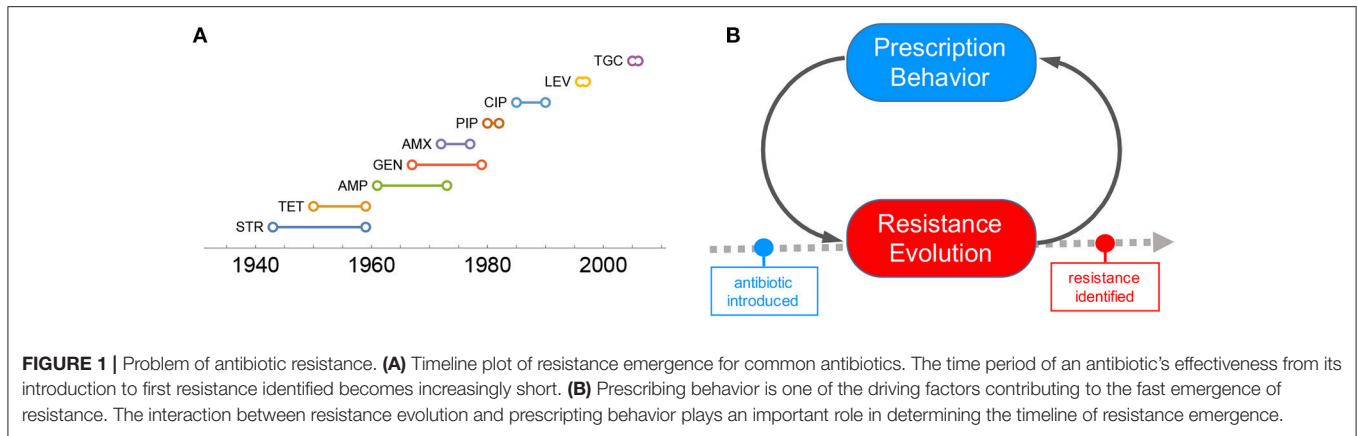 A
TGC
LEV
CIP
PIP
AMX
GEN
AMP
TET
STR
1940 1960 1980 2000
B
Prescription
Behavior
Resistance
Evolution
antibiotic
introduced
resistance
identified
FIGURE 1 | Problem of antibiotic resistance. (A) Timeline plot of resistance emergence for common antibiotics. The time period of an antibiotic's effectiveness from its
introduction to first resistance identified becomes increasingly short. (B) Prescribing behavior is one of the driving factors contributing to the fast emergence of
resistance. The interaction between resistance evolution and prescripting behavior plays an important role in determining the timeline of resistance emergence.